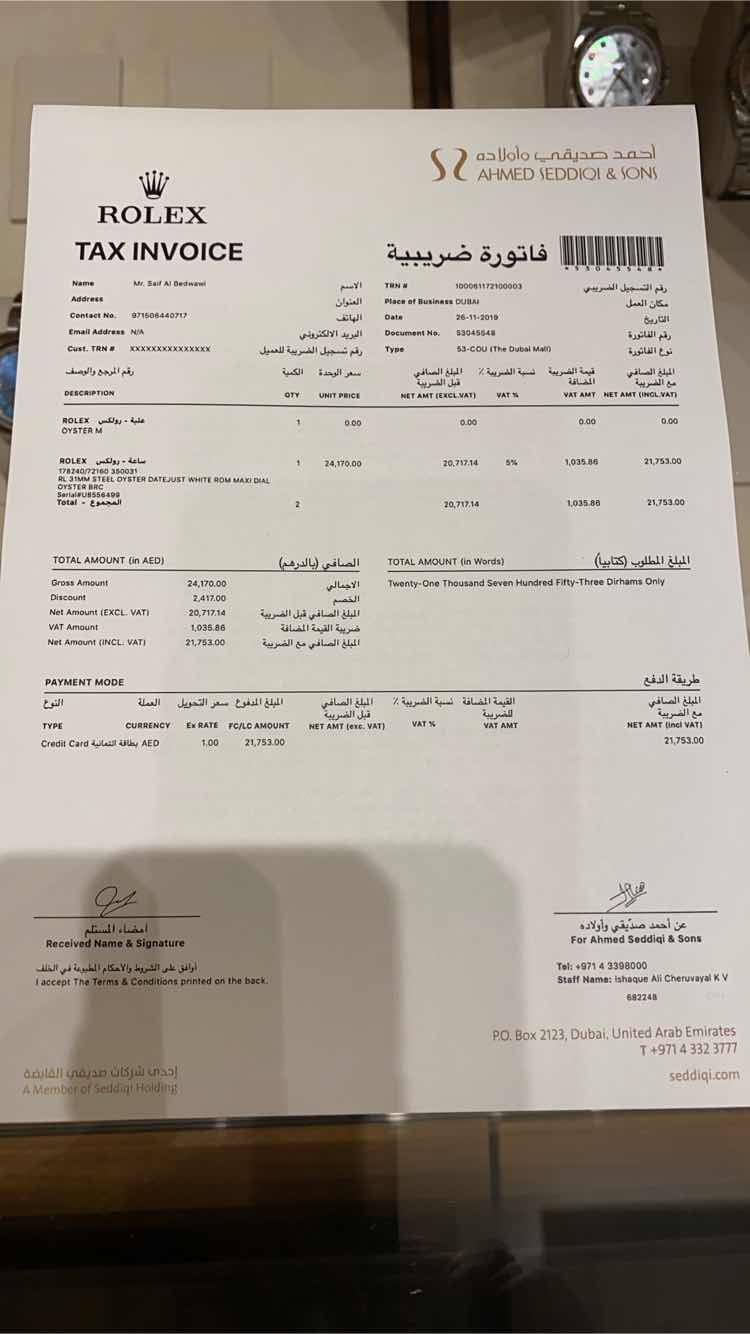 أحمد صديقي وأولاده
AHMED SEDDIQI & SONS
ROLEX
TAX INVOICE فاتورة ضريبية
*53045548*
Name Mr. Saif Al Bedwawi الاسم
Address العنوان
Contact No. 971506440717 الهاتف
Email Address N/A البريد الالكتروني
Cust. TRN # XXXXXXXXXXXXXXX رقم تسجيل الضريبة للعميل
TRN # 100061172100003 رقم التسجيل الضريبي
Place of Business DUBAI مكان العمل
Date 26-11-2019 التاريخ
Document No. 53045548 رقم الفاتورة
Type 53-COU (The Dubai Mall) نوع الفاتورة
رقم المرجع والوصف الكمية سعر الوحدة المبلغ الصافي قبل الضريبة نسبة الضريبة ٪ قيمة الضريبة المضافة المبلغ الصافي مع الضريبة
DESCRIPTION QTY UNIT PRICE NET AMT (EXCL.VAT) VAT % VAT AMT NET AMT (INCL.VAT)
ROLEX علبة - رولكس 1 0.00 0.00 0.00 0.00
OYSTER M
ROLEX ساعة - رولكس 1 24,170.00 20,717.14 5% 1,035.86 21,753.00
178240/72160 350031
RL 31MM STEEL OYSTER DATEJUST WHITE ROM MAXI DIAL
OYSTER BRC
Serial#U8556499
Total - المجموع 2 20,717.14 1,035.86 21,753.00
TOTAL AMOUNT (in AED) الصافي (بالدرهم)
Gross Amount 24,170.00 الاجمالي
Discount 2,417.00 الخصم
Net Amount (EXCL. VAT) 20,717.14 المبلغ الصافي قبل الضريبة
VAT Amount 1,035.86 ضريبة القيمة المضافة
Net Amount (INCL. VAT) 21,753.00 المبلغ الصافي مع الضريبة
TOTAL AMOUNT (in Words) المبلغ المطلوب (كتابيا)
Twenty-One Thousand Seven Hundred Fifty-Three Dirhams Only
PAYMENT MODE طريقة الدفع
النوع العملة سعر التحويل المبلغ المدفوع المبلغ الصافي قبل الضريبة نسبة الضريبة ٪ القيمة المضافة للضريبة المبلغ الصافي مع الضريبة
TYPE CURRENCY Ex RATE FC/LC AMOUNT NET AMT (exc. VAT) VAT % VAT AMT NET AMT (incl VAT)
Credit Card بطاقة ائتمانية AED 1.00 21,753.00 21,753.00
أمضاء المستلم
Received Name & Signature
أوافق على الشروط والأحكام المطبوعة في الخلف
I accept The Terms & Conditions printed on the back.
عن أحمد صدّيقي وأولاده
For Ahmed Seddiqi & Sons
Tel: +971 4 3398000
Staff Name: Ishaque Ali Cheruvayal K V
682248
P.O. Box 2123, Dubai, United Arab Emirates
T +971 4 332 3777
seddiqi.com
إحدى شركات صديقي القابضة
A Member of Seddiqi Holding